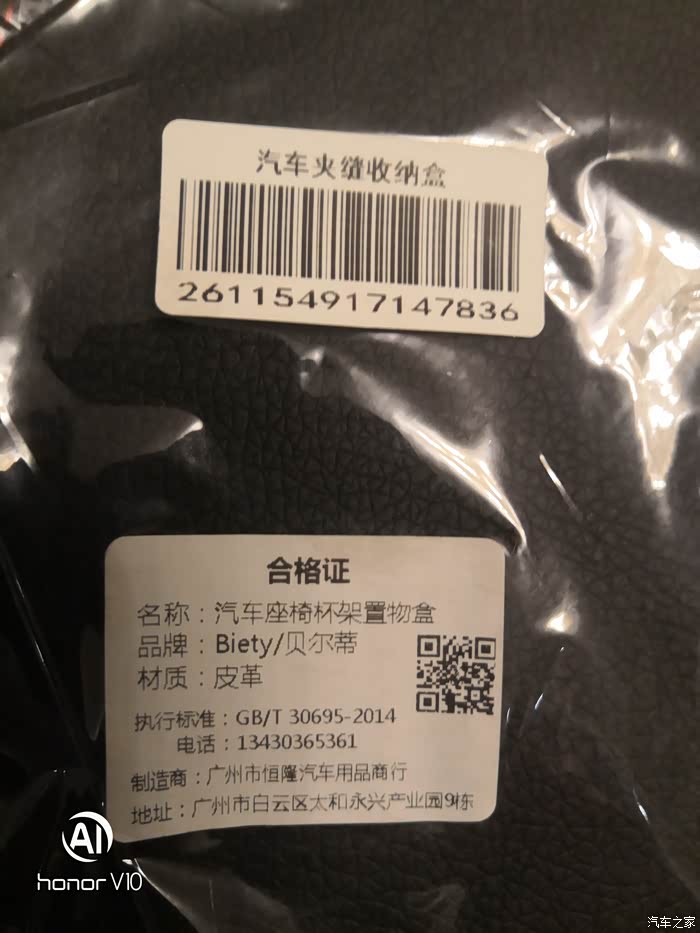 汽车夹缝收纳盒
261154917147836
合格证
名称：汽车座椅杯架置物盒
品牌：Biety/贝尔蒂
材质：皮革
执行标准：GB/T 30695-2014
电话：13430365361
制造商：广州市恒隆汽车用品商行
地址：广州市白云区太和永兴产业园9栋
AI
honor V10
汽车之家